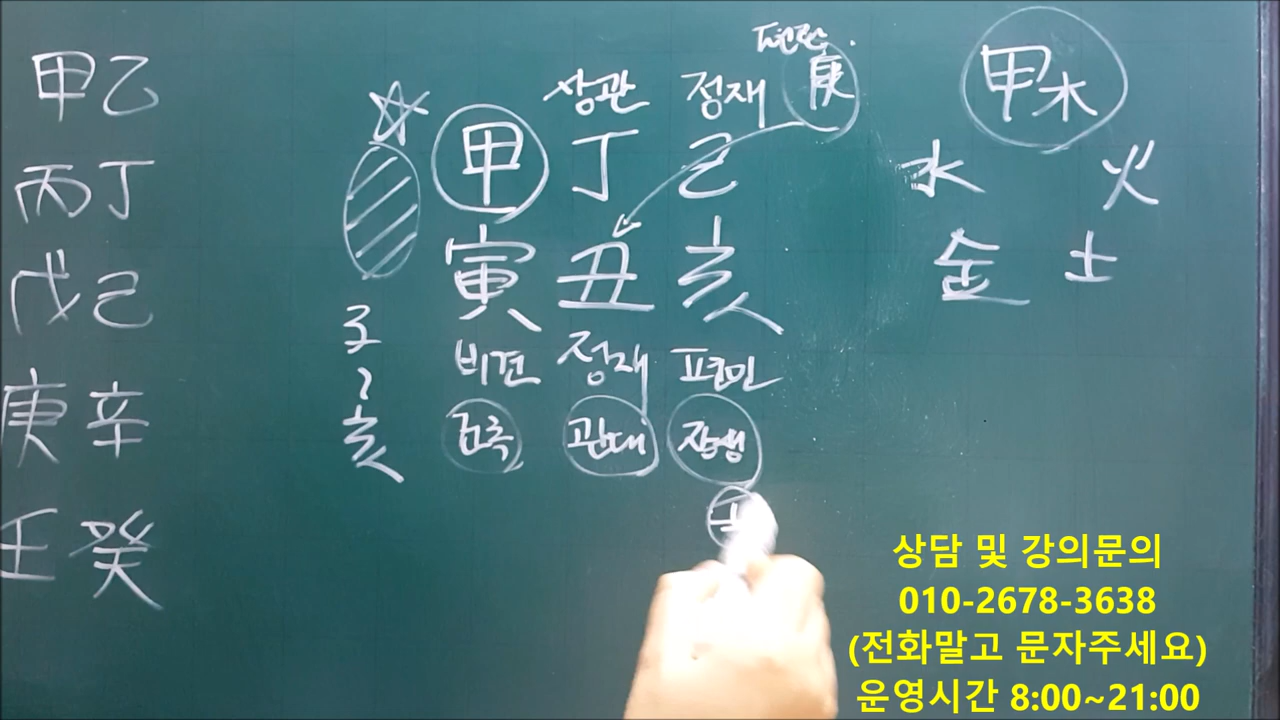 甲乙
丙丁
戊己
庚辛
壬癸
상관 정재
庚
甲丁己
寅丑亥
비견 정재 편인
건록 관대 장생
子
~
亥
甲木
水 火
金 土
상담 및 강의문의
010-2678-3638
(전화말고 문자주세요)
운영시간 8:00~21:00